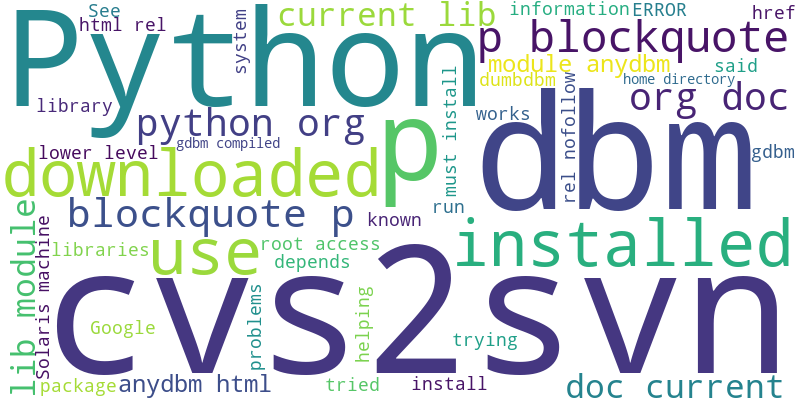 See
html rel
Python
system
current lib
information
ERROR
href
p blockquote
module anydbm
said
dumbdbm
home directory
library
org doc
python org
gdbm compiled
p
must install
works
rel nofollow
dbm
gdbm
lower level
downloaded
blockquote p
known
run
lib module
Solaris machine
libraries
use
root access
depends
installed
cvs2svn
Google
problems
helping
trying
package
anydbm html
tried
install
doc current